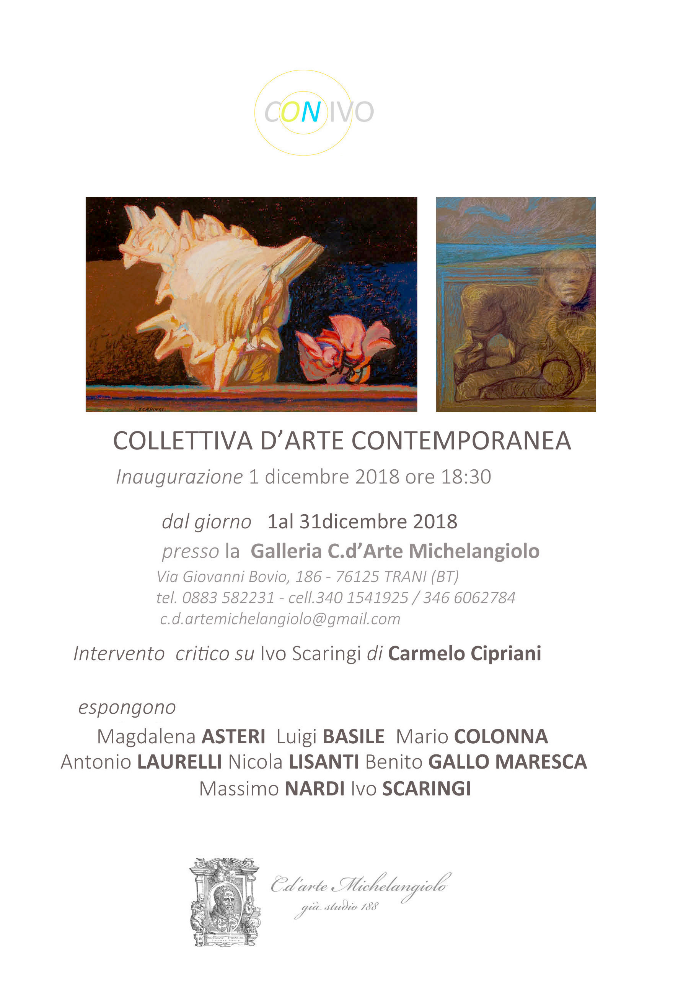 CON IVO
I. SCARINGI
COLLETTIVA D’ARTE CONTEMPORANEA
Inaugurazione 1 dicembre 2018 ore 18:30
dal giorno 1al 31dicembre 2018
presso la Galleria C.d’Arte Michelangiolo
Via Giovanni Bovio, 186 - 76125 TRANI (BT)
tel. 0883 582231 - cell.340 1541925 / 346 6062784
c.d.artemichelangiolo@gmail.com
Intervento critico su Ivo Scaringi di Carmelo Cipriani
espongono
Magdalena ASTERI Luigi BASILE Mario COLONNA
Antonio LAURELLI Nicola LISANTI Benito GALLO MARESCA
Massimo NARDI Ivo SCARINGI
C.d'arte Michelangiolo
già studio 188